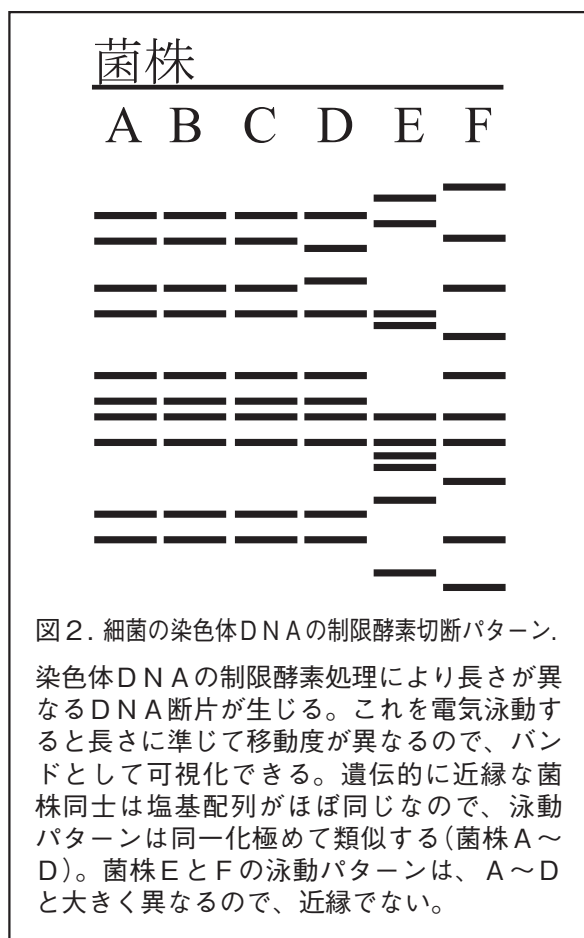 菌株
A B C D E F
図2. 細菌の染色体DNAの制限酵素切断パターン.
染色体DNAの制限酵素処理により長さが異
なるDNA断片が生じる。これを電気泳動す
ると長さに準じて移動度が異なるので、バン
ドとして可視化できる。遺伝的に近縁な菌
株同士は塩基配列がほぼ同じなので、泳動
パターンは同一化極めて類似する(菌株A〜
D)。菌株EとFの泳動パターンは、A〜D
と大きく異なるので、近縁でない。